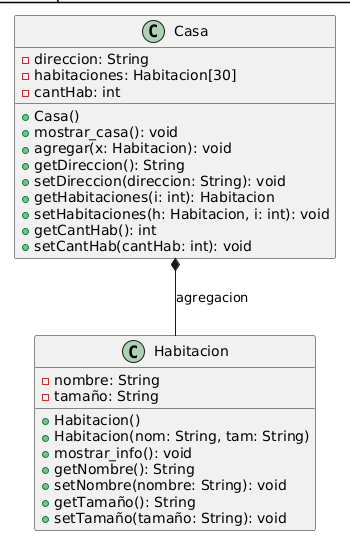 C Casa
direccion: String
habitaciones: Habitacion[30]
cantHab: int
Casa()
mostrar_casa(): void
agregar(x: Habitacion): void
getDireccion(): String
setDireccion(direccion: String): void
getHabitaciones(i: int): Habitacion
setHabitaciones(h: Habitacion, i: int): void
getCantHab(): int
setCantHab(cantHab: int): void
agregacion
C Habitacion
nombre: String
tamaño: String
Habitacion()
Habitacion(nom: String, tam: String)
mostrar_info(): void
getNombre(): String
setNombre(nombre: String): void
getTamaño(): String
setTamaño(tamaño: String): void